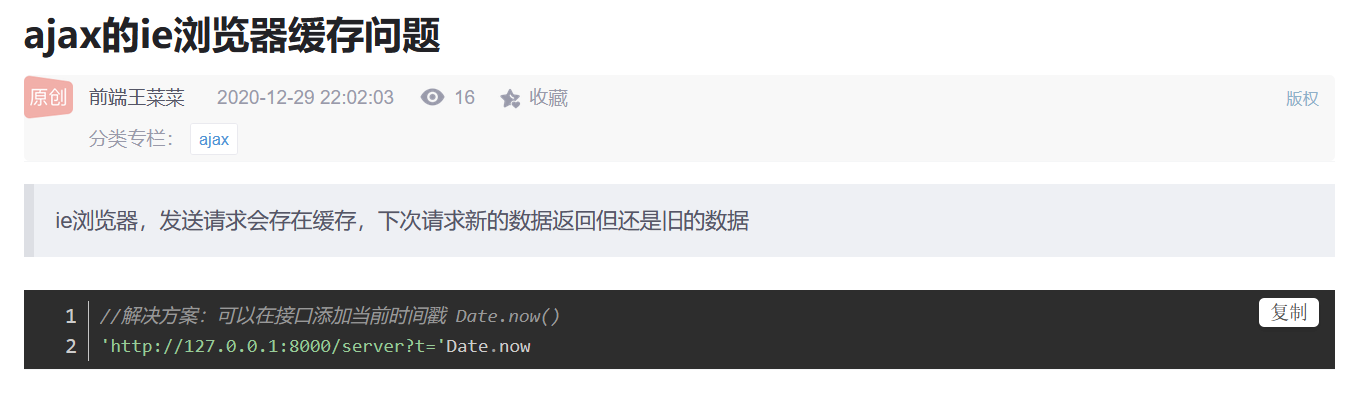 ajax的ie浏览器缓存问题
原创 前端王菜菜 2020-12-29 22:02:03 16 收藏 版权
分类专栏： ajax
ie浏览器，发送请求会存在缓存，下次请求新的数据返回但还是旧的数据
1 //解决方案：可以在接口添加当前时间戳 Date.now() 复制
2 'http://127.0.0.1:8000/server?t='Date.now